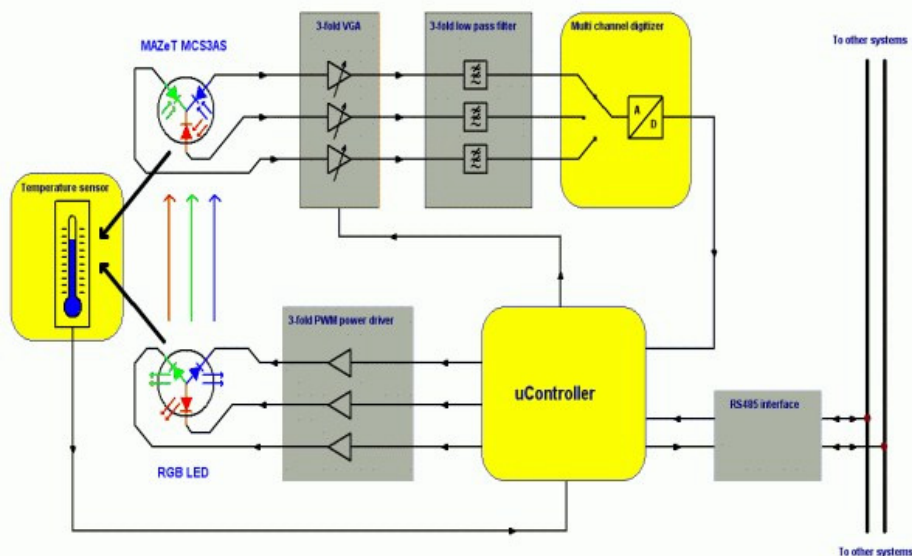 3-fold VGA
3-fold low pass filter
Multi channel digitizer
MAZeT MCS3AS
To other systems
A
D
Temperature sensor
3-fold PWM power driver
uController
RS485 interface
RGB LED
To other systems